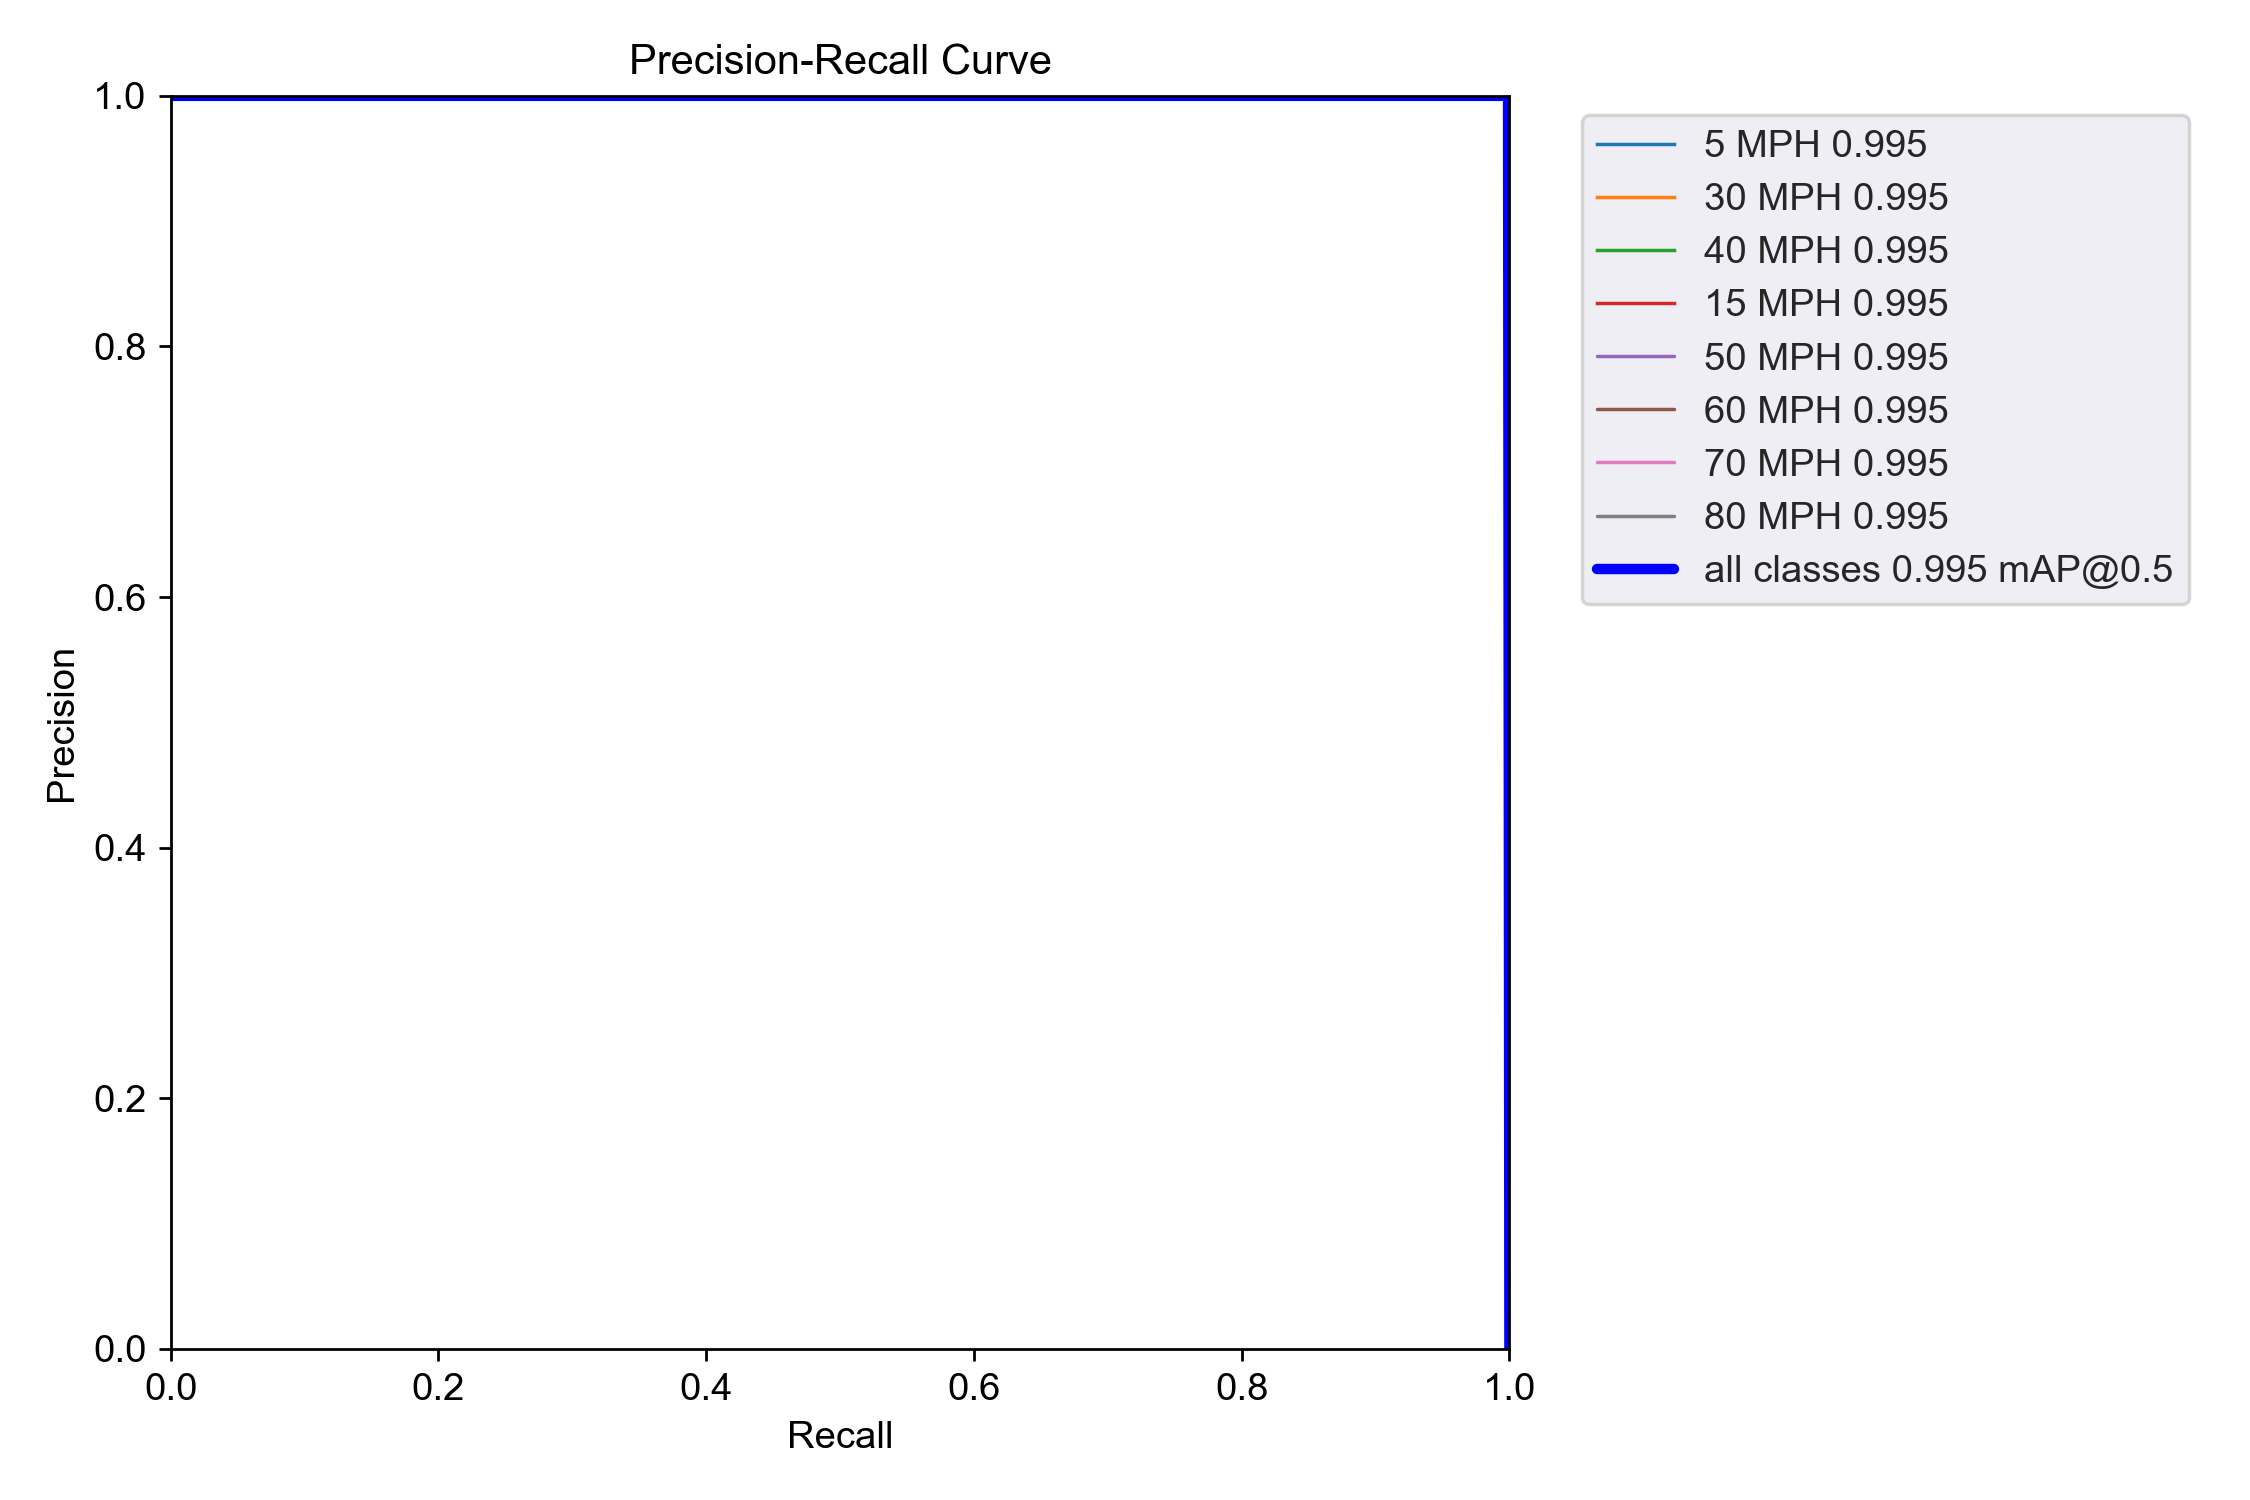 Precision-Recall Curve
1.0
0.8
0.6
0.4
0.2
0.0
Precision
0.0 0.2 0.4 0.6 0.8 1.0
Recall
5 MPH 0.995
30 MPH 0.995
40 MPH 0.995
15 MPH 0.995
50 MPH 0.995
60 MPH 0.995
70 MPH 0.995
80 MPH 0.995
all classes 0.995 mAP@0.5